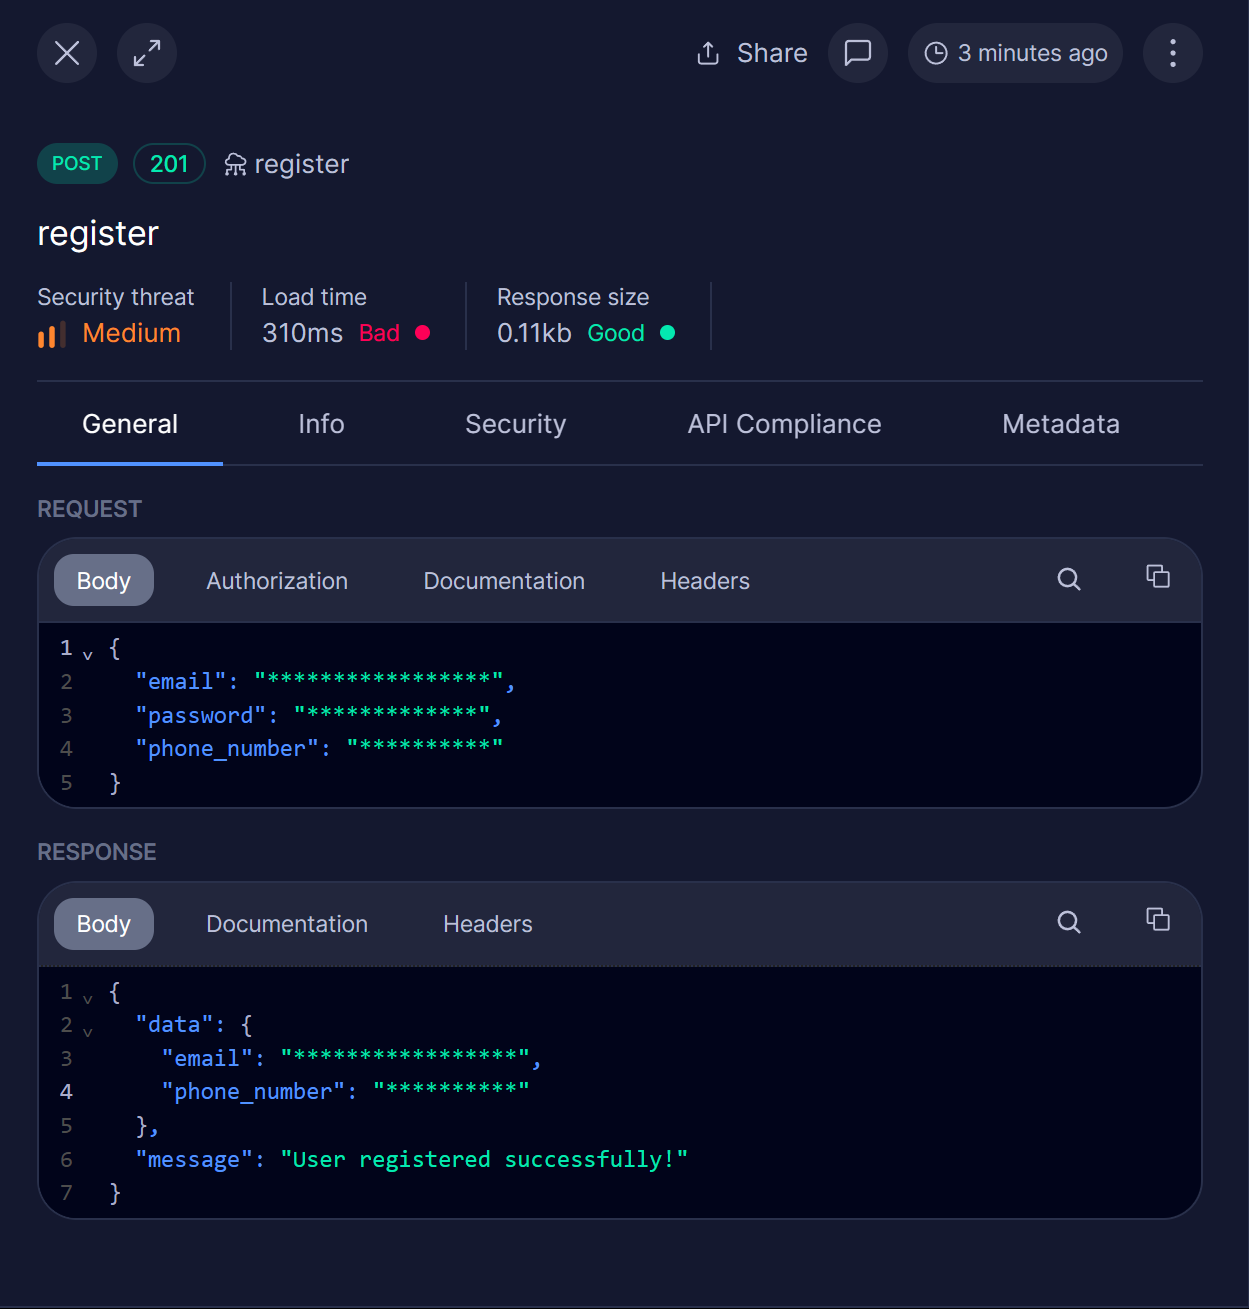 Share
3 minutes ago
POST 201 register
register
Security threat Load time Response size
Medium 310ms Bad 0.11kb Good
General Info Security API Compliance Metadata
REQUEST
Body Authorization Documentation Headers
1 {
2 "email": "*****************",
3 "password": "*************",
4 "phone_number": "**********"
5 }
RESPONSE
Body Documentation Headers
1 {
2 "data": {
3 "email": "*****************",
4 "phone_number": "**********"
5 },
6 "message": "User registered successfully!"
7 }